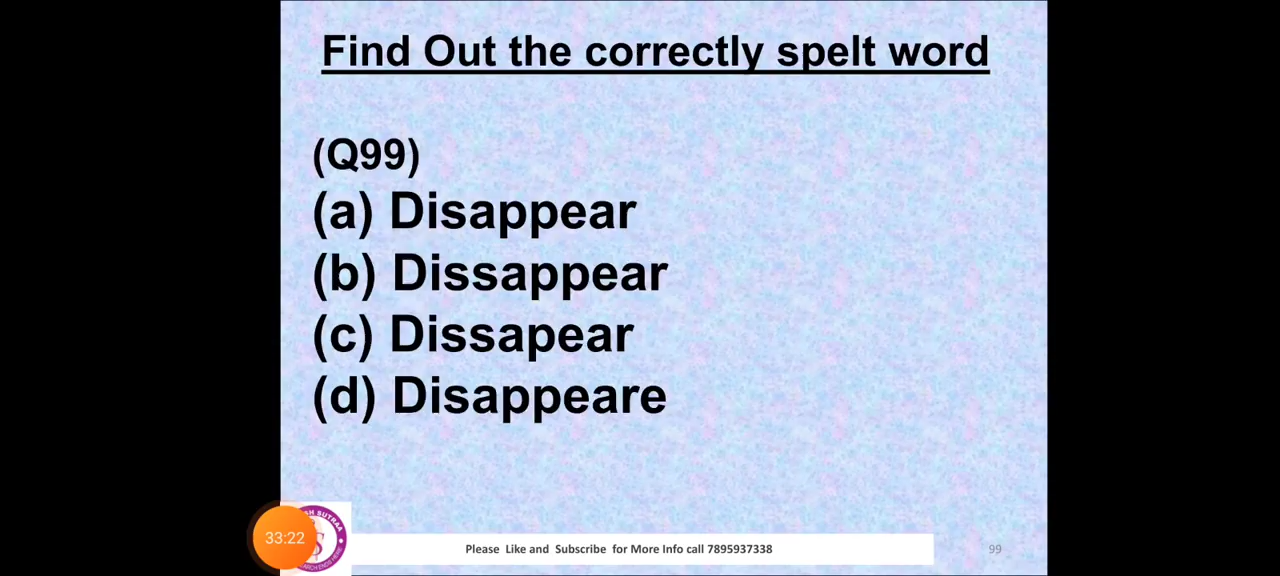 Find Out the correctly spelt word
(Q99)
(a) Disappear
(b) Dissappear
(c) Dissapear
(d) Disappeare
33:22
Please Like and Subscribe for More Info call 7895937338
99